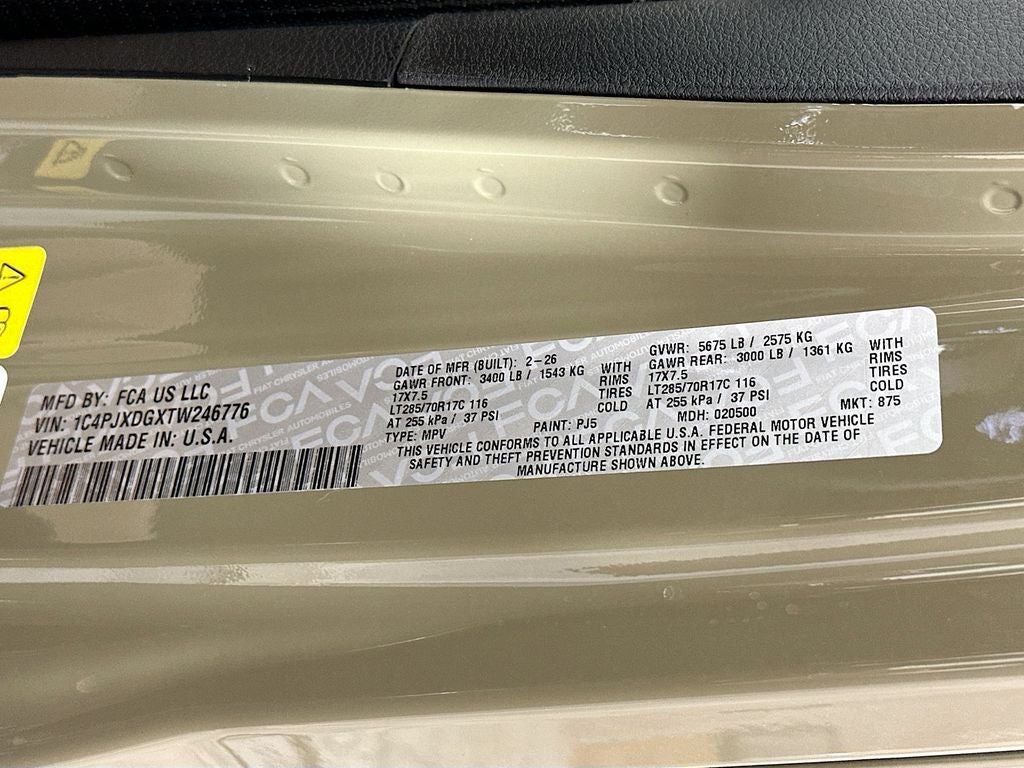 MFD BY: FCA US LLC
VIN: 1C4PJXDGXTW246776
VEHICLE MADE IN: U.S.A.
DATE OF MFR (BUILT): 2-26
GAWR FRONT: 3400 LB / 1543 KG WITH
17X7.5 RIMS
LT285/70R17C 116 TIRES
AT 255 kPa / 37 PSI COLD
TYPE: MPV PAINT: PJ5
GVWR: 5675 LB / 2575 KG
GAWR REAR: 3000 LB / 1361 KG WITH
17X7.5 RIMS
LT285/70R17C 116 TIRES
AT 255 kPa / 37 PSI COLD
MDH: 020500 MKT: 875
THIS VEHICLE CONFORMS TO ALL APPLICABLE U.S.A. FEDERAL MOTOR VEHICLE
SAFETY AND THEFT PREVENTION STANDARDS IN EFFECT ON THE DATE OF
MANUFACTURE SHOWN ABOVE.